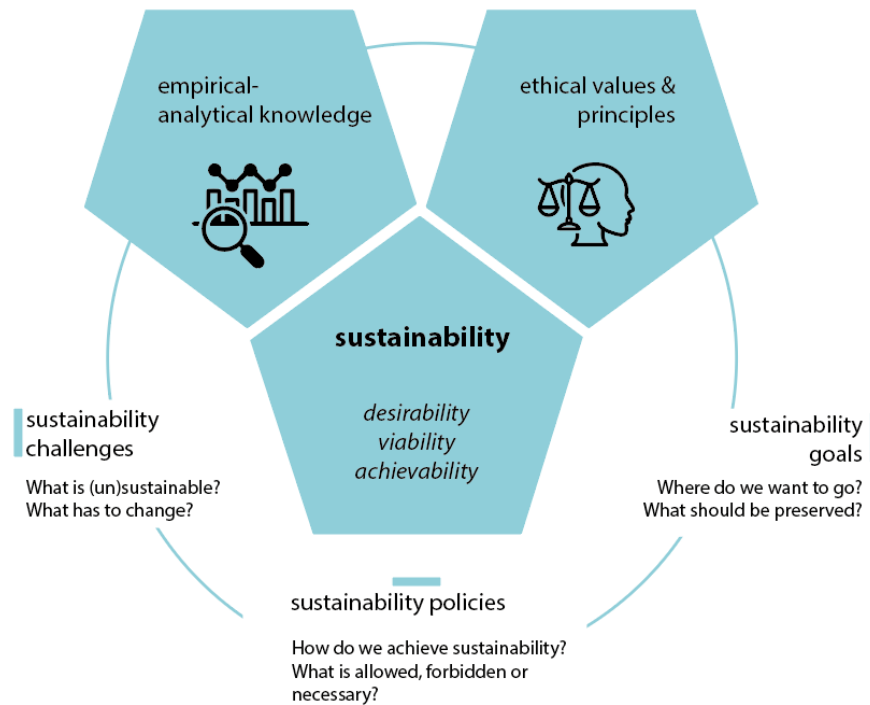 empirical-
analytical knowledge
ethical values &
principles
sustainability
desirability
viability
achievability
sustainability
challenges
What is (un)sustainable?
What has to change?
sustainability
goals
Where do we want to go?
What should be preserved?
sustainability policies
How do we achieve sustainability?
What is allowed, forbidden or
necessary?